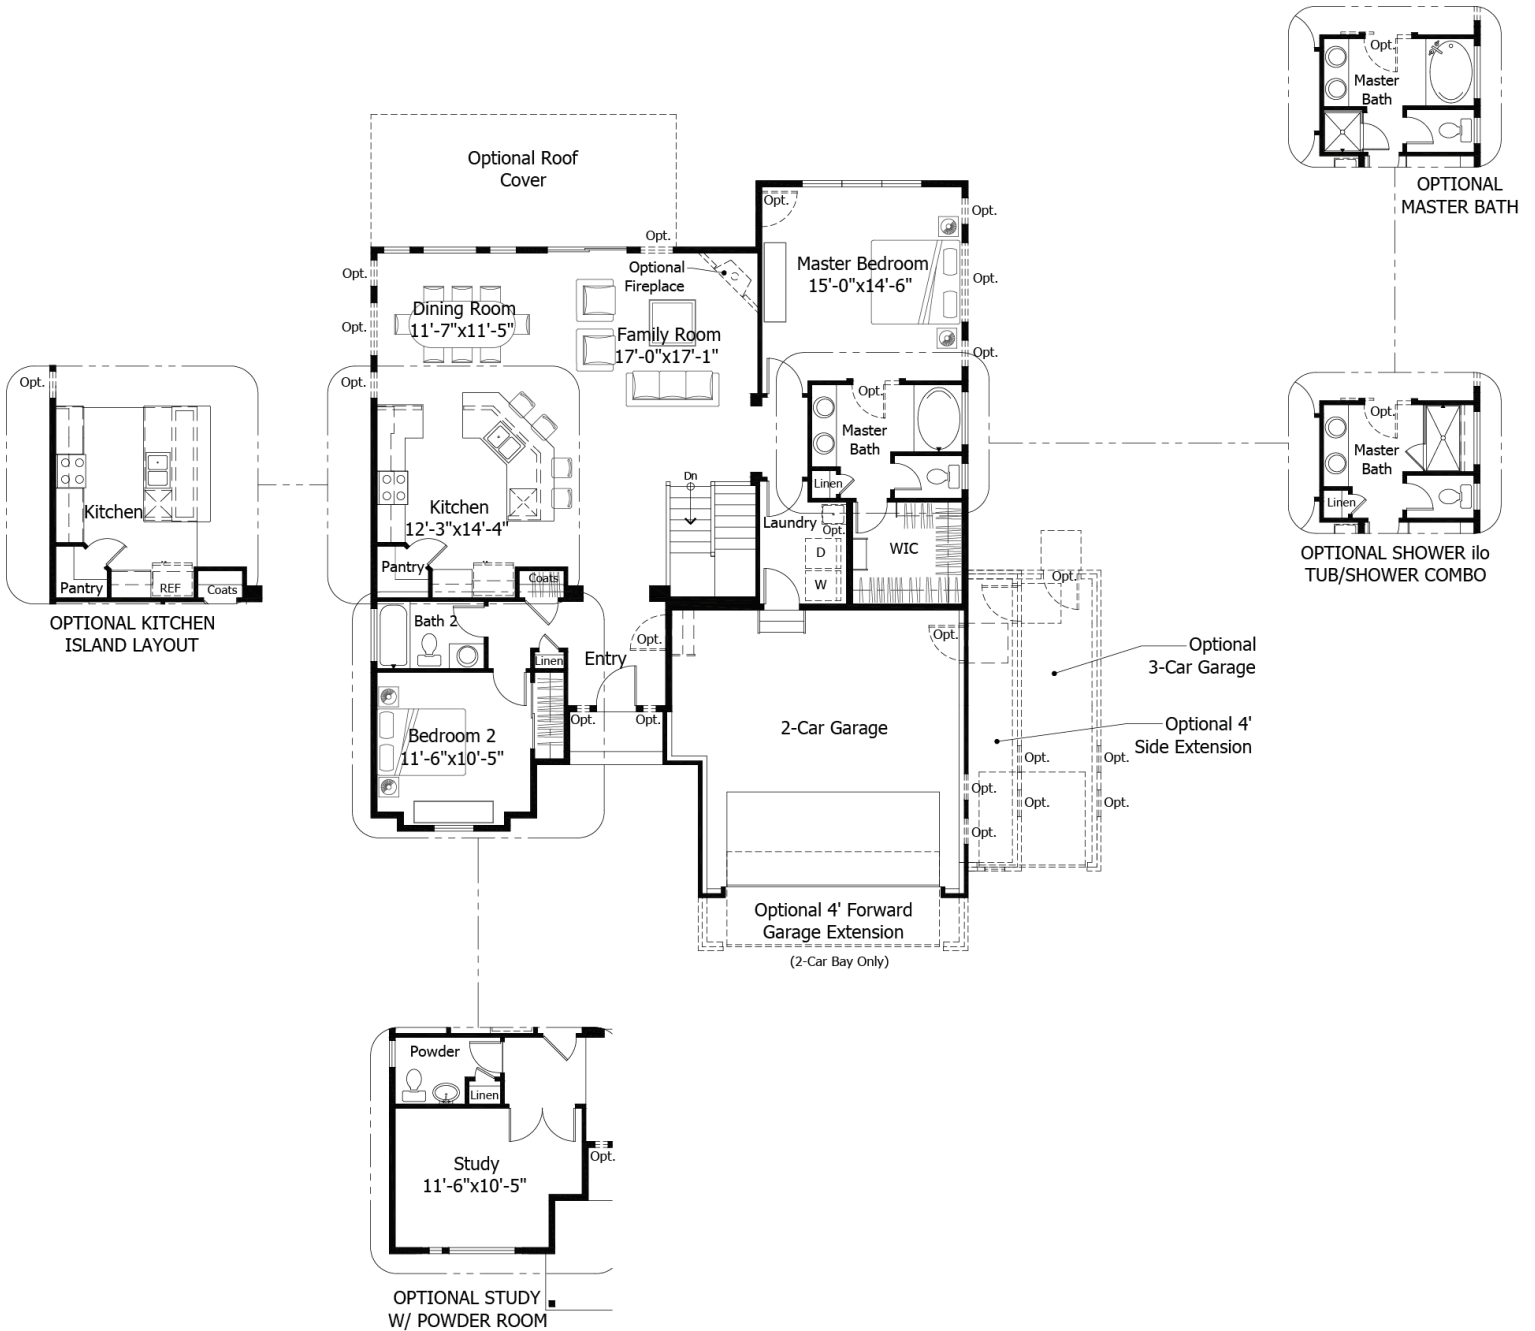 Opt.
Master
Bath
OPTIONAL
MASTER BATH
Optional Roof
Cover
Opt.
Opt.
Opt.
Optional
Fireplace
Opt.
Master Bedroom
15'-0"x14'-6"
Opt.
Opt.
Dining Room
11'-7"x11'-5"
Opt.
Family Room
17'-0"x17'-1"
Opt.
Opt.
Opt.
Opt.
Master
Bath
Linen
Opt.
Master
Bath
Linen
OPTIONAL SHOWER ilo
TUB/SHOWER COMBO
Kitchen
Pantry
REF
Coats
OPTIONAL KITCHEN
ISLAND LAYOUT
Kitchen
12'-3"x14'-4"
Pantry
Coats
Dn
Laundry
Opt.
D
W
WIC
Opt.
Bath 2
Linen
Entry
Opt.
Opt.
Opt.
Opt.
Optional
3-Car Garage
Optional 4'
Side Extension
Bedroom 2
11'-6"x10'-5"
2-Car Garage
Opt.
Opt.
Opt.
Opt.
Opt.
Opt.
Optional 4' Forward
Garage Extension
(2-Car Bay Only)
Powder
Linen
Study
11'-6"x10'-5"
Opt.
OPTIONAL STUDY
W/ POWDER ROOM